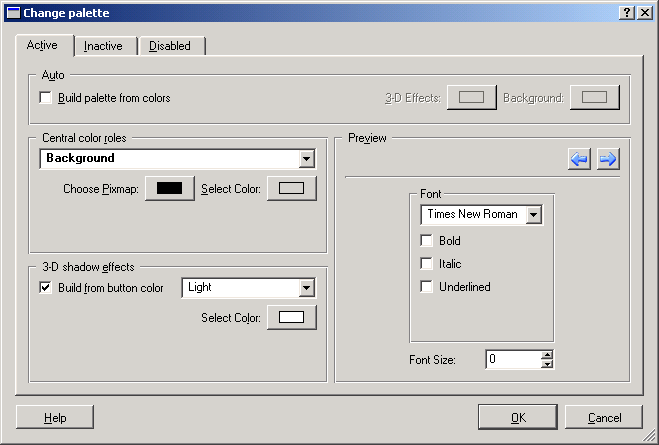 Change palette
Active Inactive Disabled
Auto
Build palette from colors 3-D Effects: Background:
Central color roles
Background
Choose Pixmap: Select Color:
3-D shadow effects
Build from button color Light
Select Color:
Preview
Font
Times New Roman
Bold
Italic
Underlined
Font Size: 0
Help OK Cancel